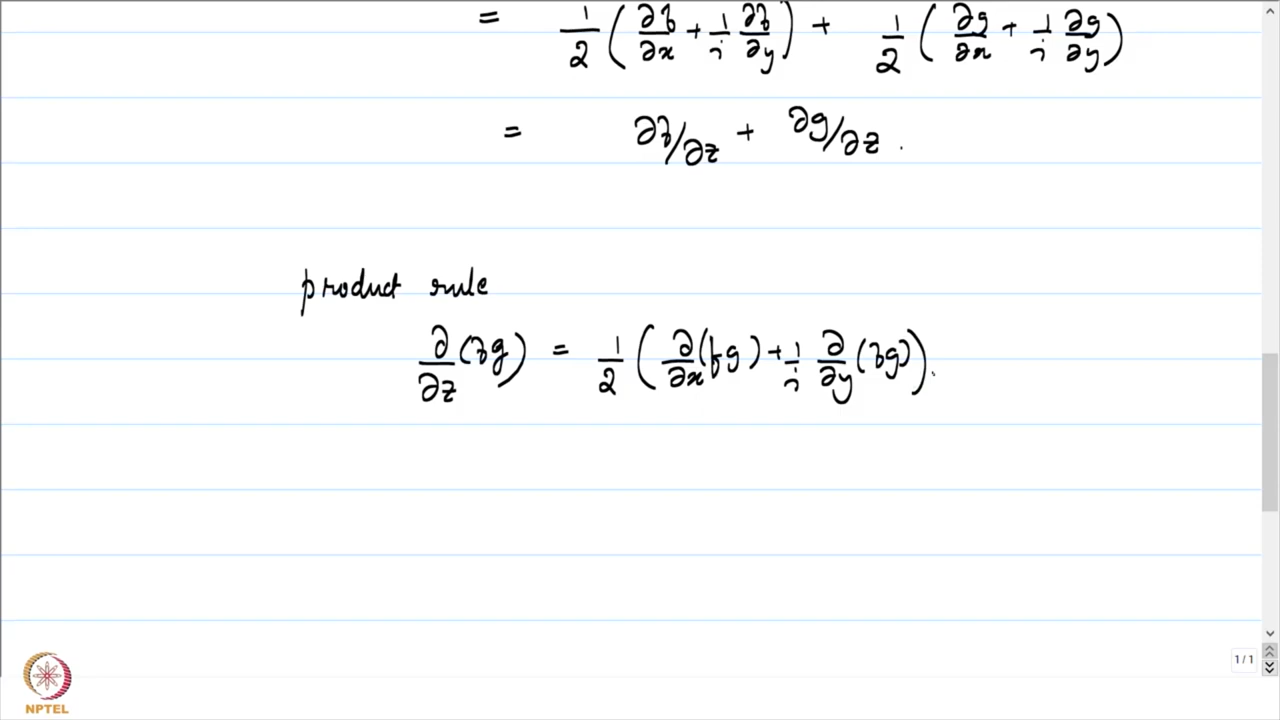 = 1/2 (∂f/∂x + 1/i ∂f/∂y) + 1/2 (∂g/∂x + 1/i ∂g/∂y)
= ∂f/∂z + ∂g/∂z .
product rule
∂/∂z (fg) = 1/2 (∂/∂x (fg) + 1/i ∂/∂y (fg)).
1 / 1
NPTEL